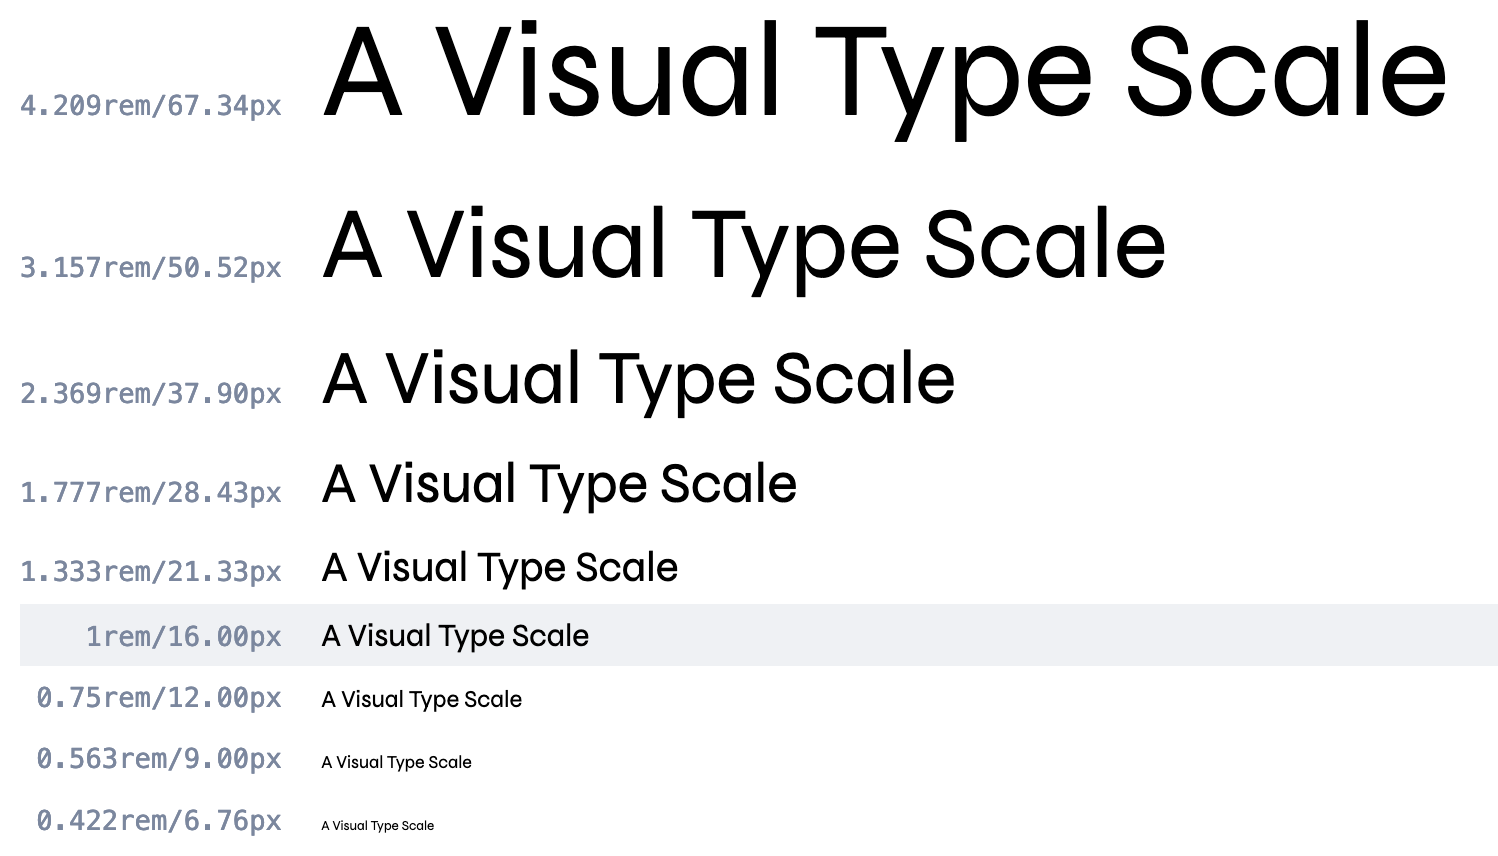 4.209rem/67.34px A Visual Type Scale
3.157rem/50.52px A Visual Type Scale
2.369rem/37.90px A Visual Type Scale
1.777rem/28.43px A Visual Type Scale
1.333rem/21.33px A Visual Type Scale
1rem/16.00px A Visual Type Scale
0.75rem/12.00px A Visual Type Scale
0.563rem/9.00px A Visual Type Scale
0.422rem/6.76px A Visual Type Scale